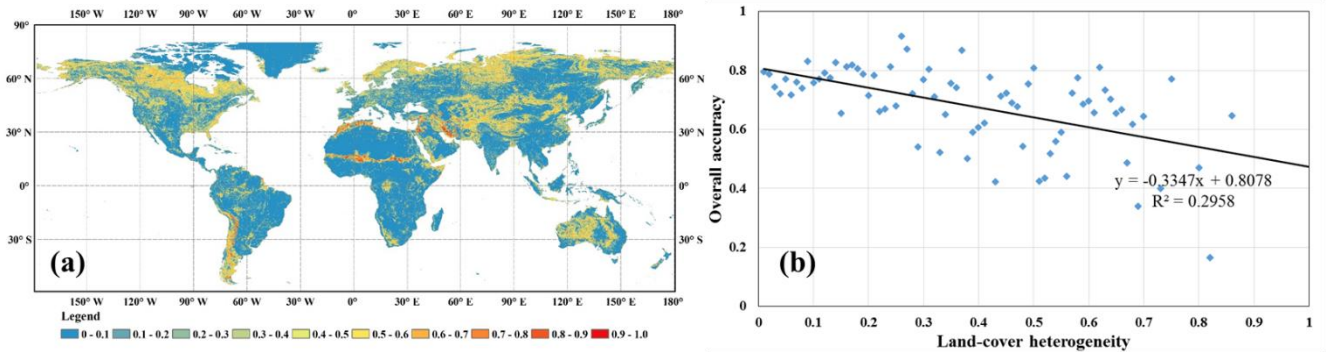 150° W 120° W 90° W 60° W 30° W 0° 30° E 60° E 90° E 120° E 150° E
90°
60° N 60° N
30° N 30° N
0° 0°
30° S 30° S
(a)
150° W 120° W 90° W 60° W 30° W 0° 30° E 60° E 90° E 120° E 150° E 180°
Legend
0 - 0.1 0.1 - 0.2 0.2 - 0.3 0.3 - 0.4 0.4 - 0.5 0.5 - 0.6 0.6 - 0.7 0.7 - 0.8 0.8 - 0.9 0.9 - 1.0
Overall accuracy
1
0.8
0.6
0.4
0.2
0
y = -0.3347x + 0.8078
R² = 0.2958
(b)
0 0.1 0.2 0.3 0.4 0.5 0.6 0.7 0.8 0.9 1
Land-cover heterogeneity